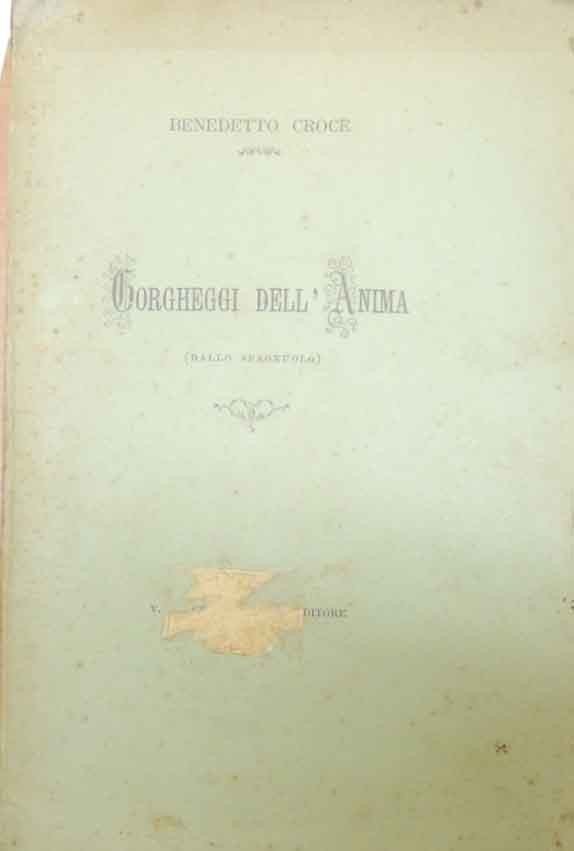 BENEDETTO CROCE
GORGHEGGI DELL' ANIMA
(DALLO SPAGNUOLO)
V. DITORE